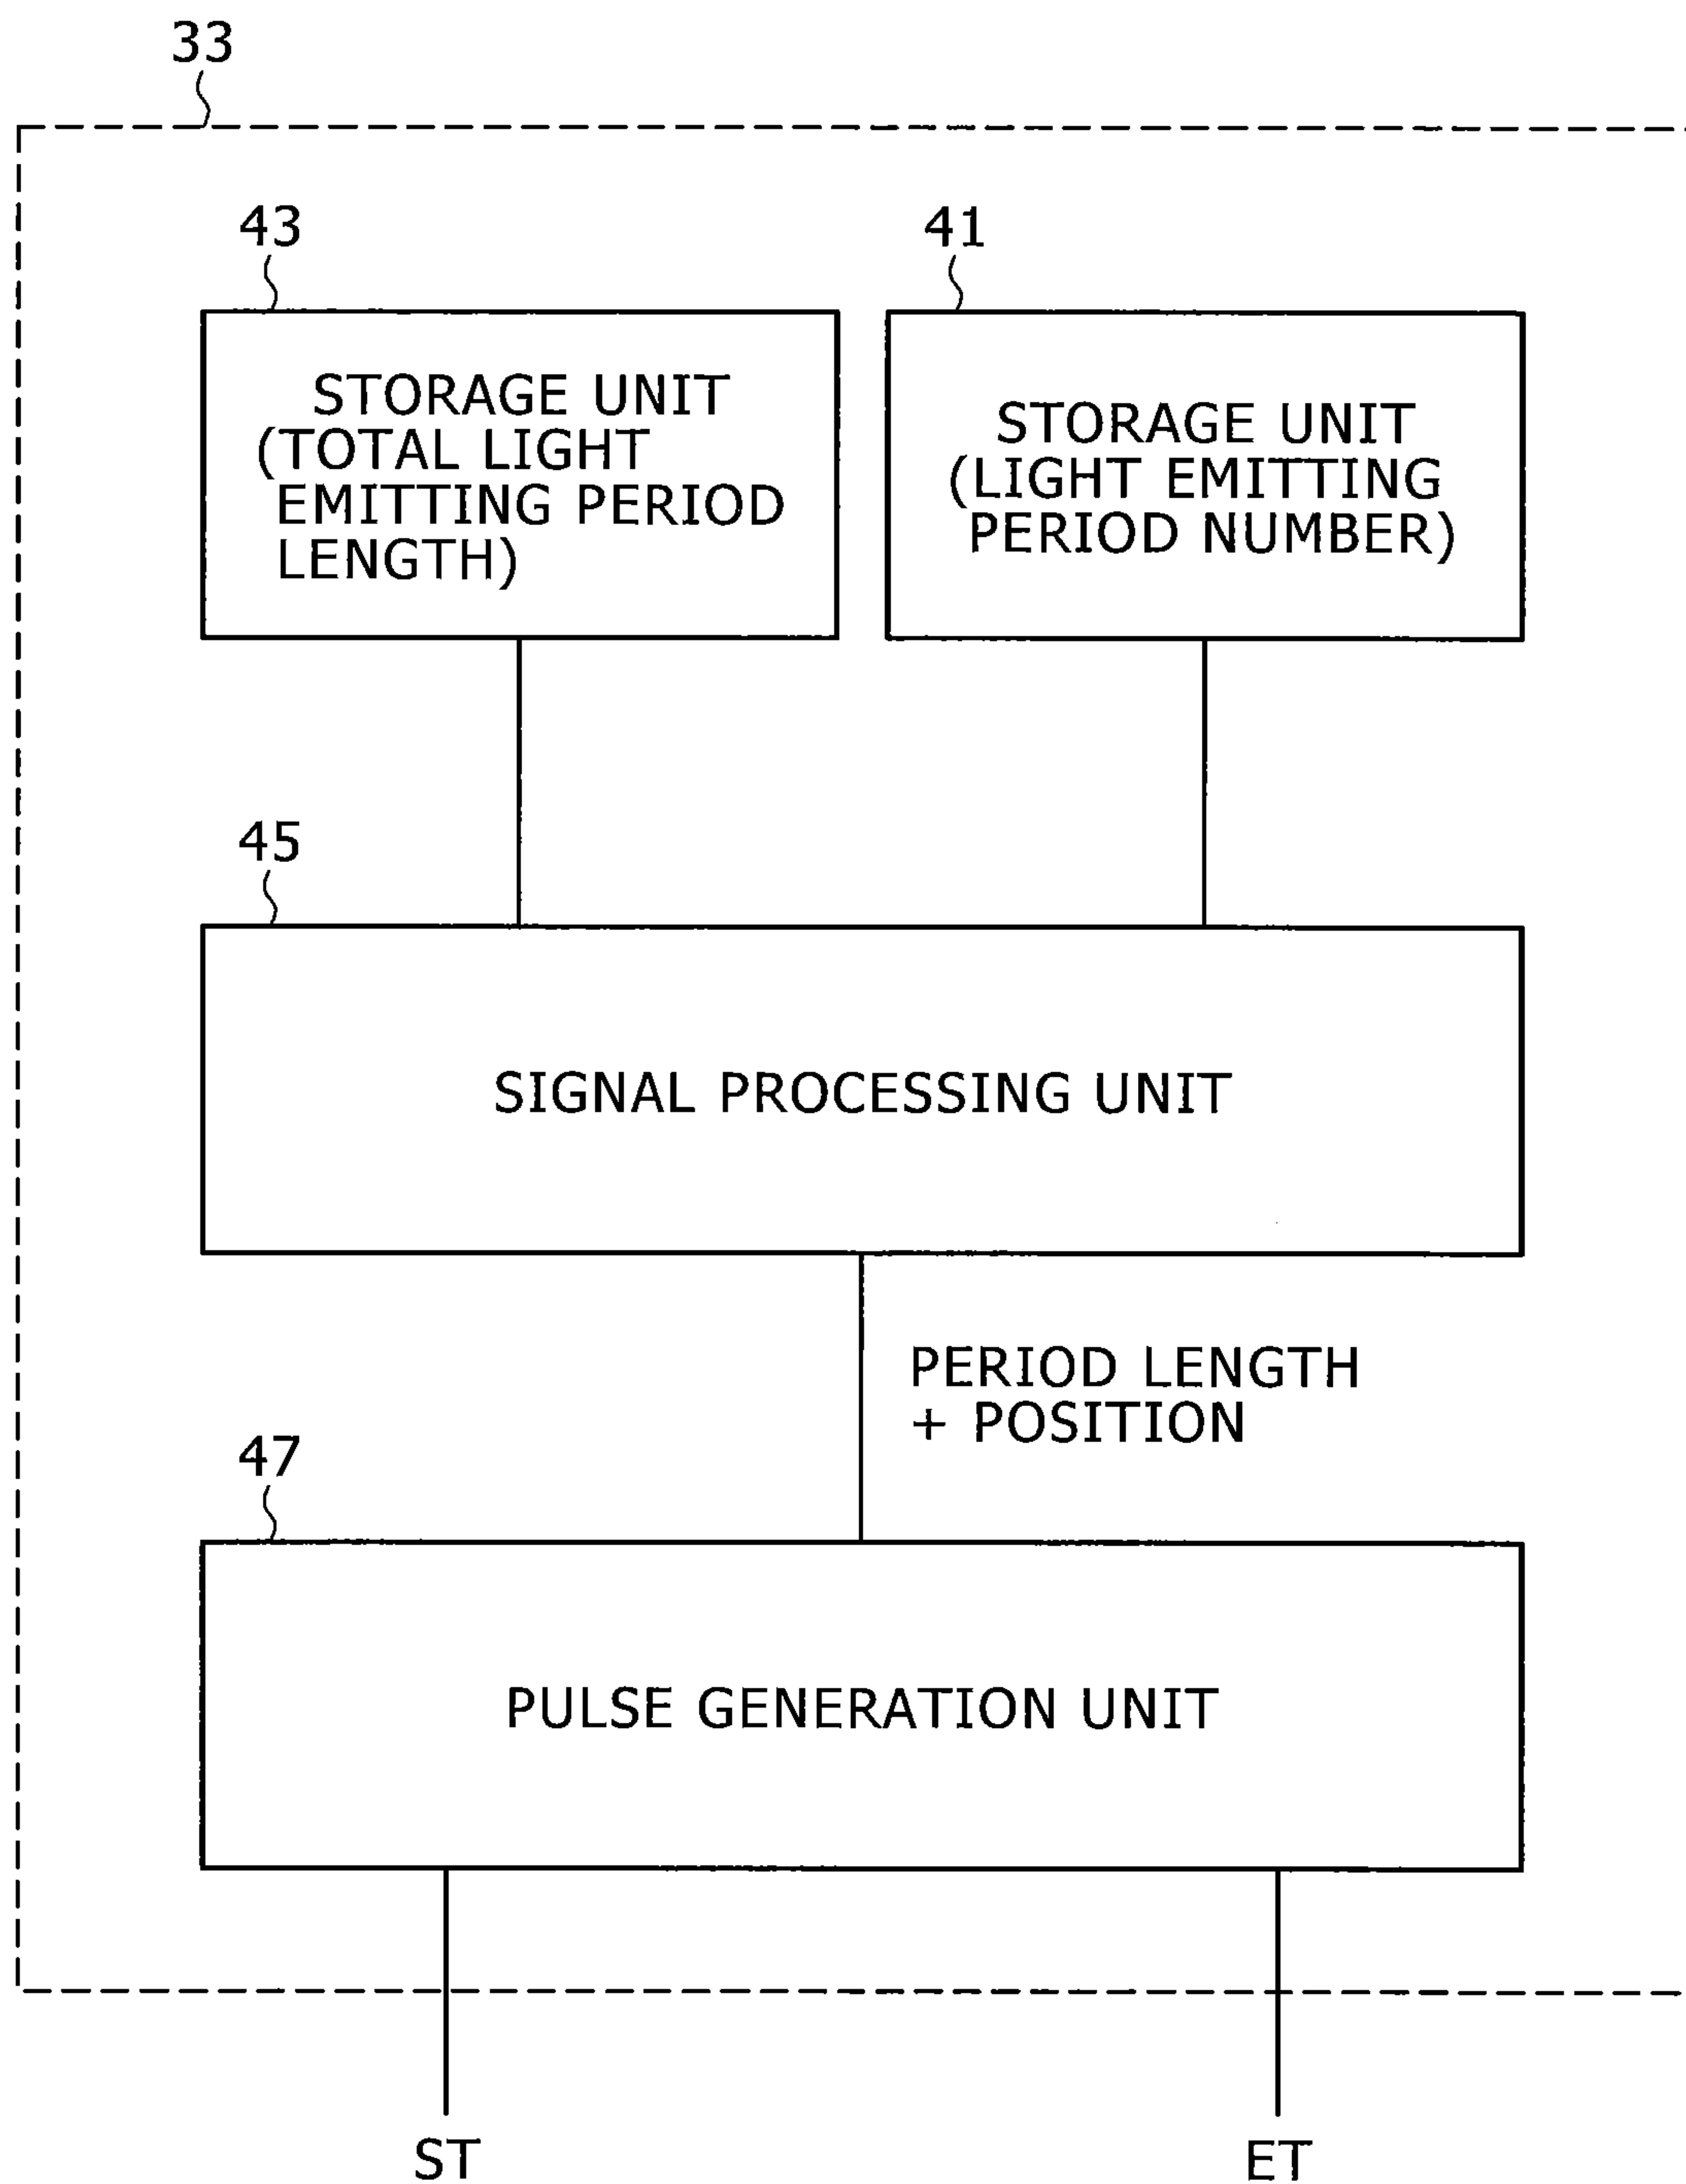 33
43
41
STORAGE UNIT
(TOTAL LIGHT
EMITTING PERIOD
LENGTH)
STORAGE UNIT
(LIGHT EMITTING
PERIOD NUMBER)
45
SIGNAL PROCESSING UNIT
PERIOD LENGTH
+ POSITION
47
PULSE GENERATION UNIT
ST
ET